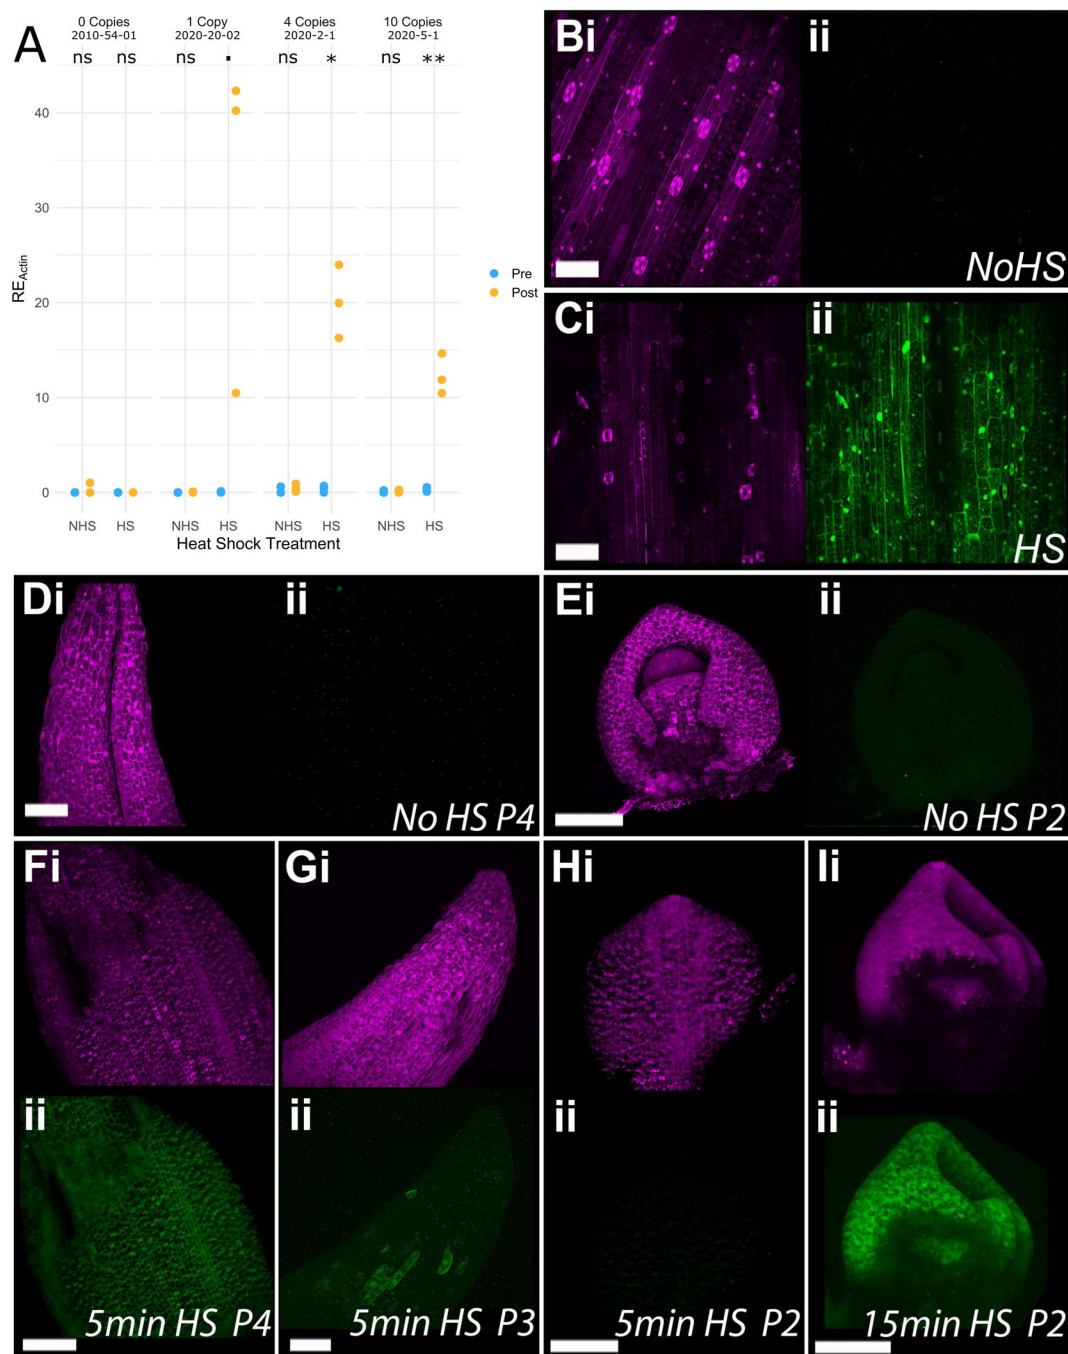 A
0 Copies
2010-54-01
1 Copy
2020-20-02
4 Copies
2020-2-1
10 Copies
2020-5-1
ns ns ns ▪ ns * ns **
40
30
20
10
0
RE Actin
NHS HS NHS HS NHS HS NHS HS
Heat Shock Treatment
Pre
Post
Bi ii
NoHS
Ci ii
HS
Di ii
No HS P4
Ei ii
No HS P2
Fi
ii
5min HS P4
Gi
ii
5min HS P3
Hi
ii
5min HS P2
Ii
ii
15min HS P2